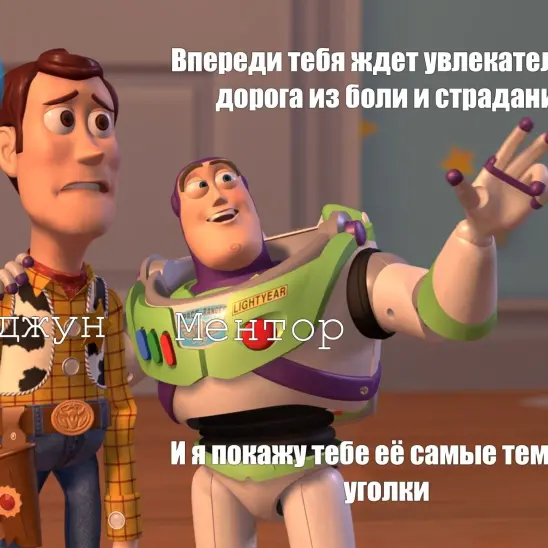 Впереди тебя ждет увлекател
дорога из боли и страдани
LIGHTYEAR
джун Ментор
И я покажу тебе её самые тем
уголки